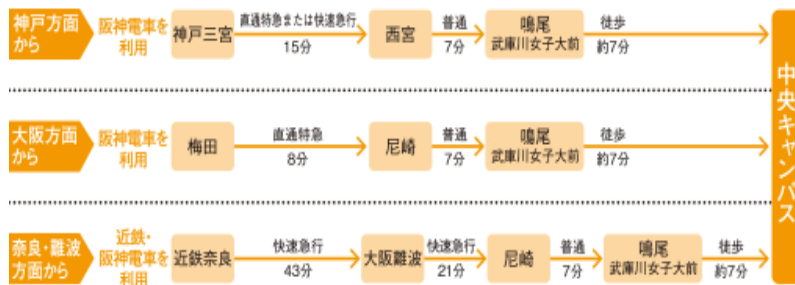 神戸方面
から
阪神電車を
利用
神戸三宮
直通特急または快速急行
15分
西宮
普通
7分
鳴尾
武庫川女子大前
徒歩
約7分
大阪方面
から
阪神電車を
利用
梅田
直通特急
8分
尼崎
普通
7分
鳴尾
武庫川女子大前
徒歩
約7分
奈良・難波
方面から
近鉄・
阪神電車を
利用
近鉄奈良
快速急行
43分
大阪難波
快速急行
21分
尼崎
普通
7分
鳴尾
武庫川女子大前
徒歩
約7分
中央キャンパス